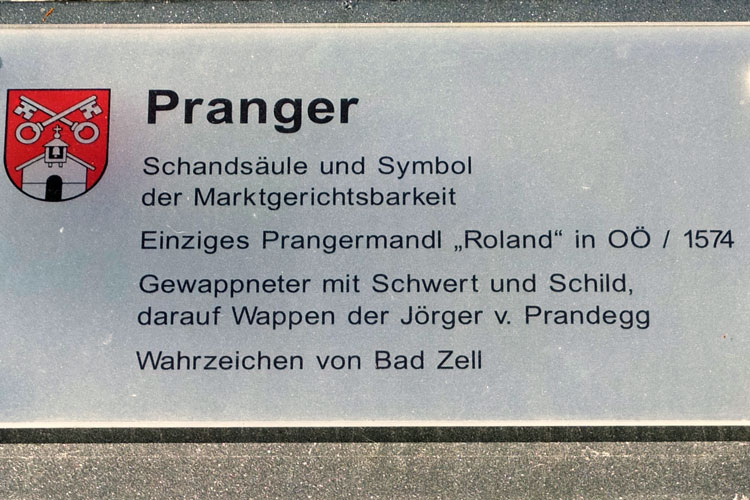 Pranger
Schandsäule und Symbol
der Marktgerichtsbarkeit
Einziges Prangermandl „Roland“ in OÖ / 1574
Gewappneter mit Schwert und Schild,
darauf Wappen der Jörger v. Prandegg
Wahrzeichen von Bad Zell